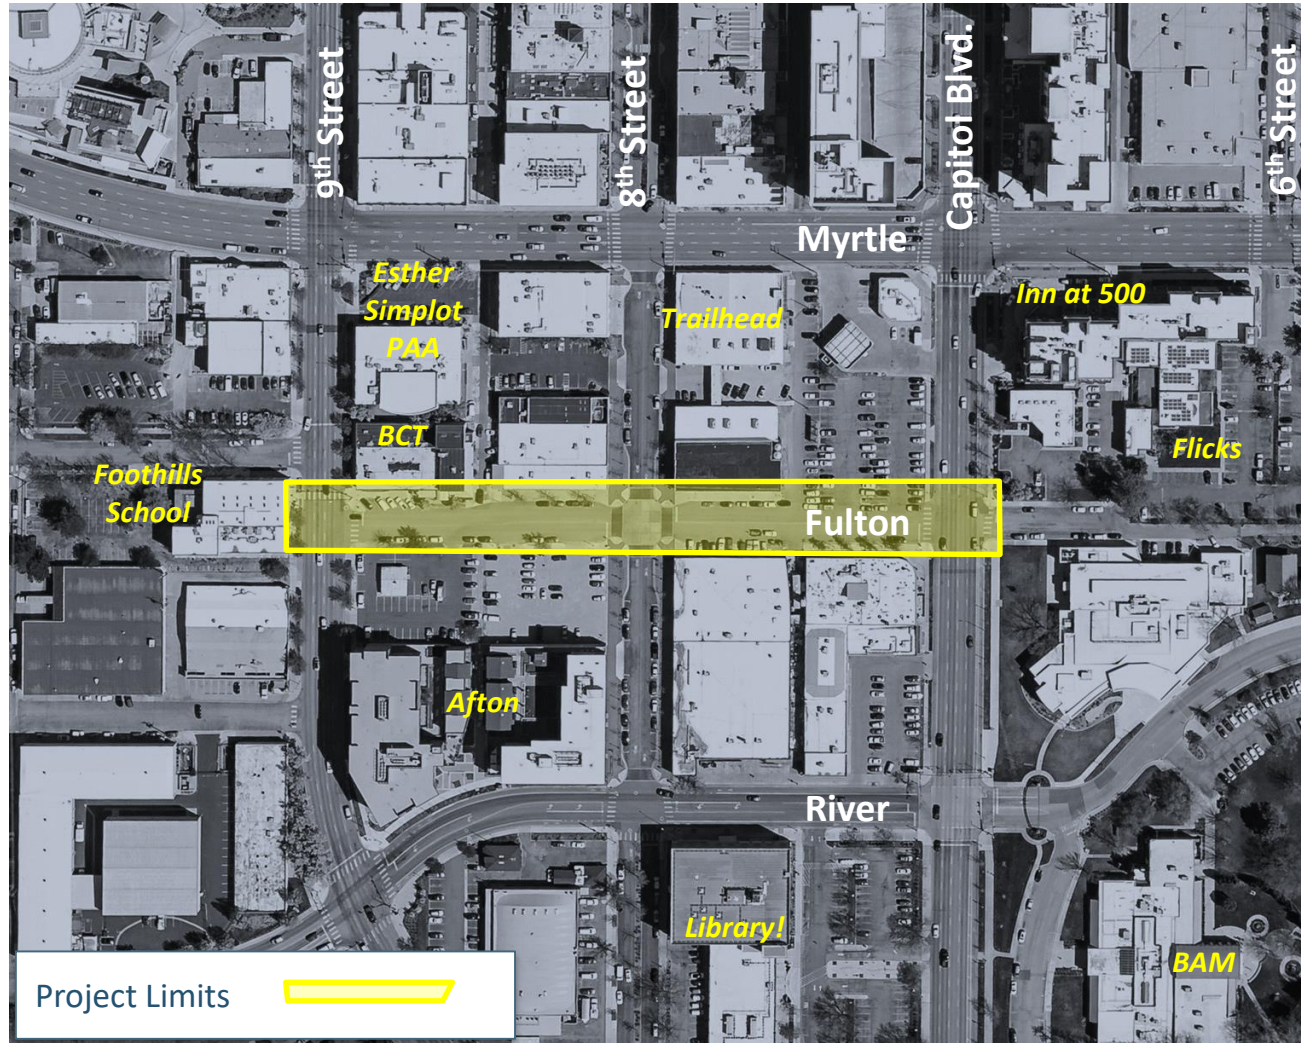 9th Street
8th Street
Capitol Blvd.
6th Street
Myrtle
Esther
Simplot
PAA
Trailhead
Inn at 500
BCT
Flicks
Foothills
School
Fulton
Afton
River
Library!
BAM
Project Limits